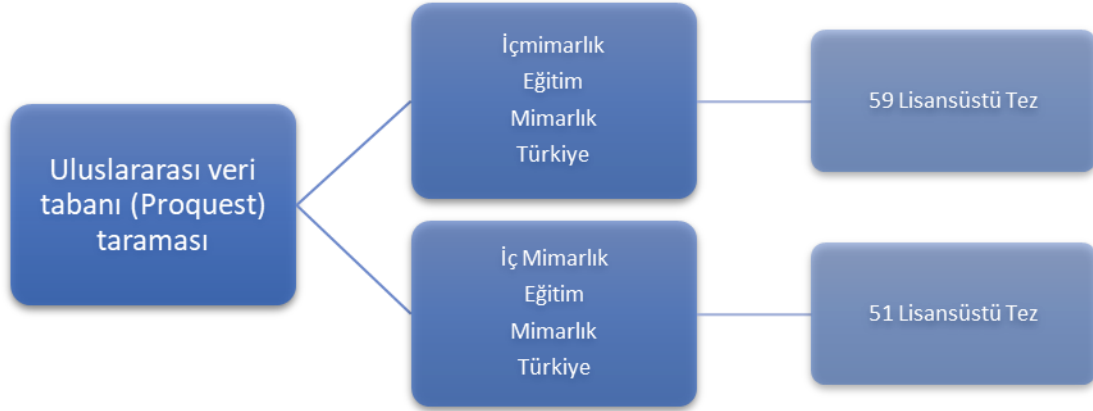 Uluslararası veri
tabanı (Proquest)
taraması
İçmimarlık
Eğitim
Mimarlık
Türkiye
59 Lisansüstü Tez
İç Mimarlık
Eğitim
Mimarlık
Türkiye
51 Lisansüstü Tez